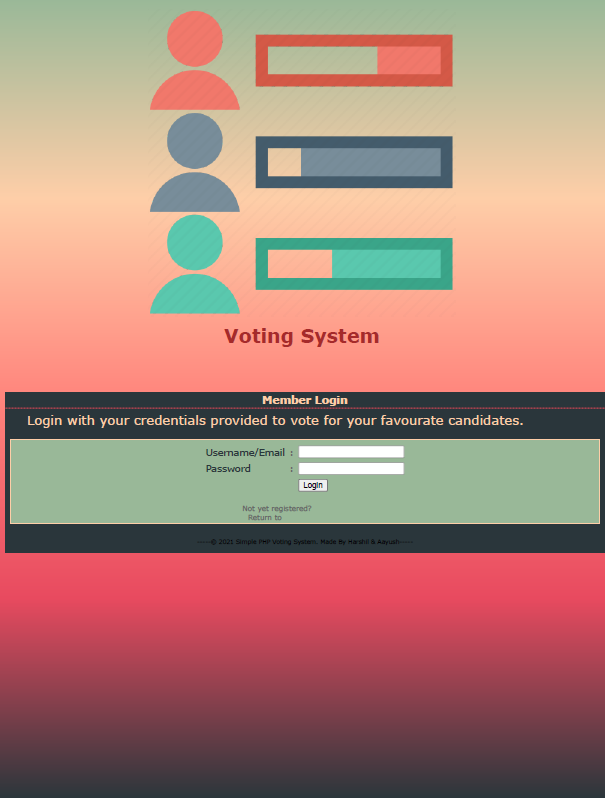 Voting System
Member Login
Login with your credentials provided to vote for your favourate candidates.
Username/Email :
Password :
Login
Not yet registered?
Return to
-----© 2021 Simple PHP Voting System. Made By Harshil & Aayush-----